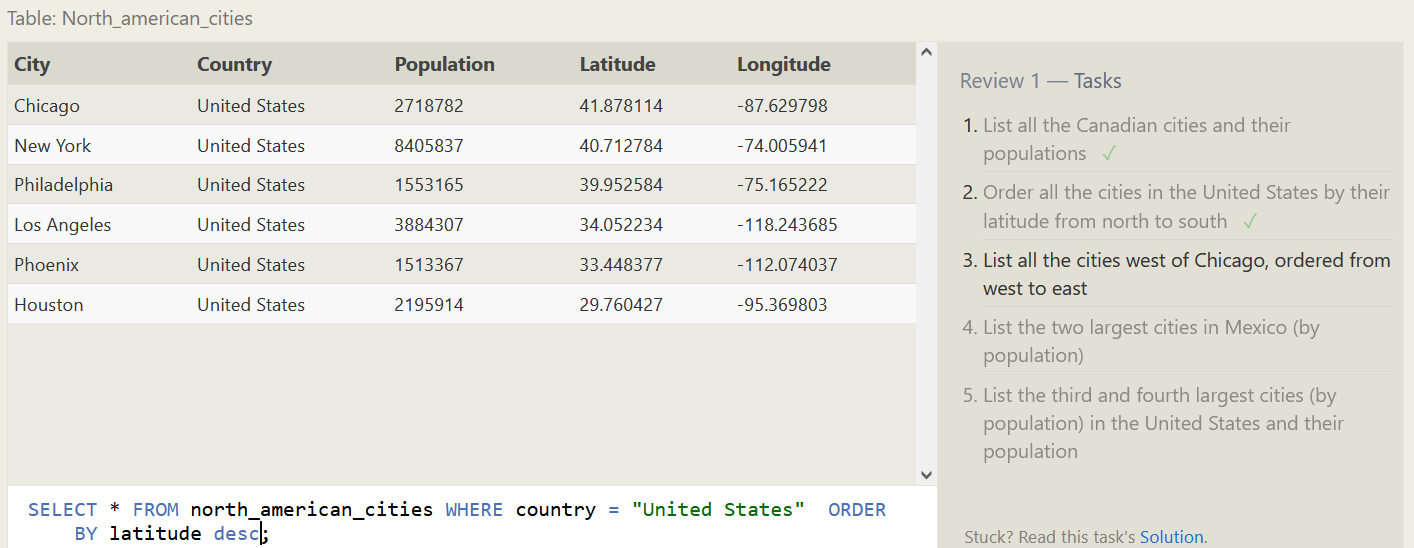 Table: North_american_cities
City Country Population Latitude Longitude
Chicago United States 2718782 41.878114 -87.629798
New York United States 8405837 40.712784 -74.005941
Philadelphia United States 1553165 39.952584 -75.165222
Los Angeles United States 3884307 34.052234 -118.243685
Phoenix United States 1513367 33.448377 -112.074037
Houston United States 2195914 29.760427 -95.369803
SELECT * FROM north_american_cities WHERE country = "United States"  ORDER
BY latitude desc;
Review 1 — Tasks
1. List all the Canadian cities and their
populations ✓
2. Order all the cities in the United States by their
latitude from north to south ✓
3. List all the cities west of Chicago, ordered from
west to east
4. List the two largest cities in Mexico (by
population)
5. List the third and fourth largest cities (by
population) in the United States and their
population
Stuck? Read this task's Solution.